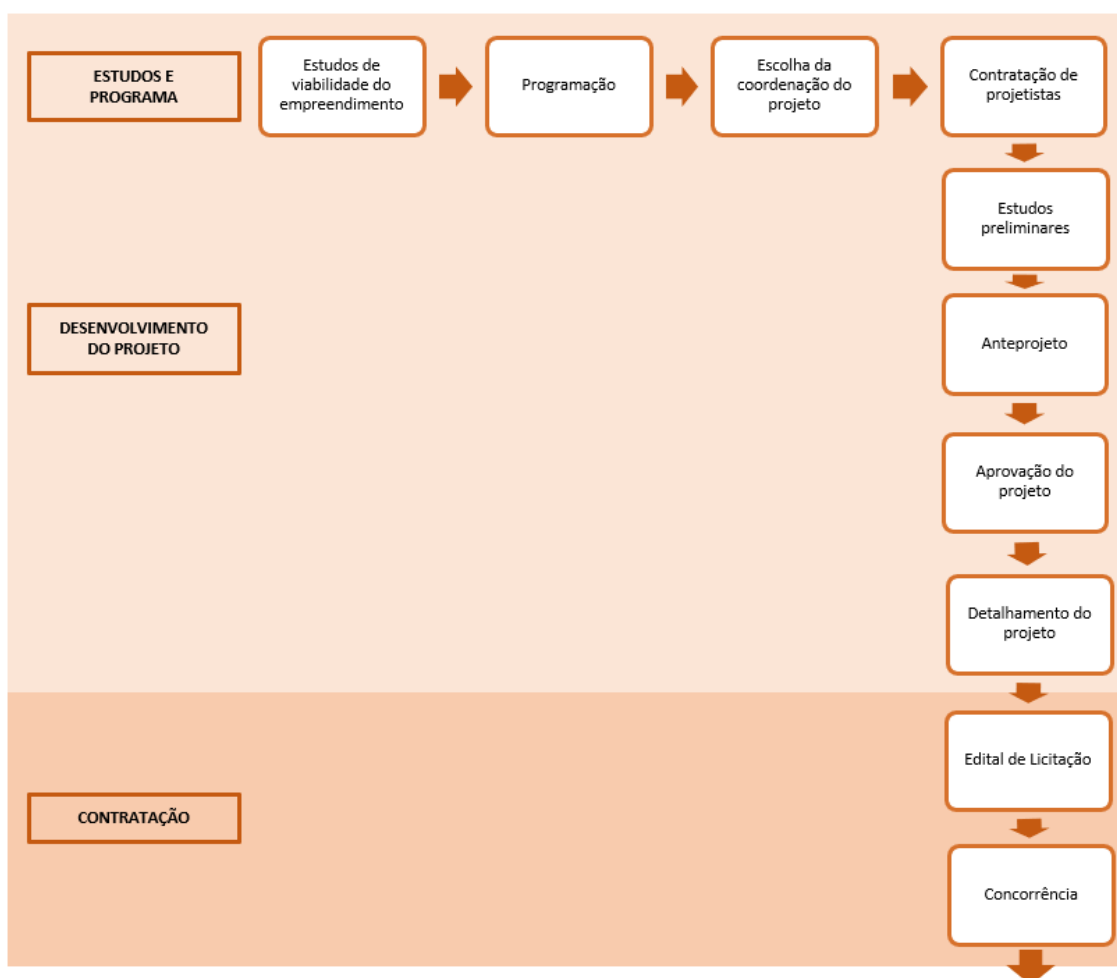 ESTUDOS E
PROGRAMA
Estudos de
viabilidade do
empreendimento
Programação
Escolha da
coordenação do
projeto
Contratação de
projetistas
Estudos
preliminares
DESENVOLVIMENTO
DO PROJETO
Anteprojeto
Aprovação do
projeto
Detalhamento do
projeto
Edital de Licitação
CONTRATAÇÃO
Concorrência